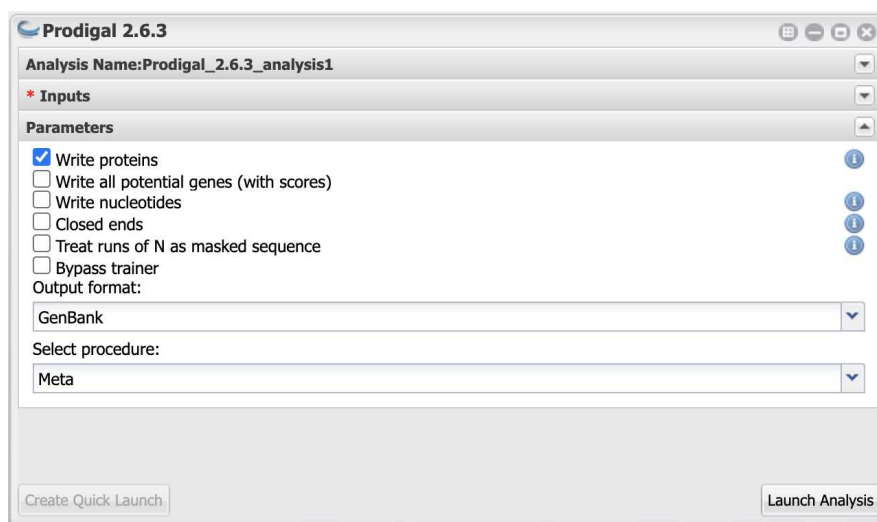 Prodigal 2.6.3
Analysis Name:Prodigal_2.6.3_analysis1
* Inputs
Parameters
Write proteins
Write all potential genes (with scores)
Write nucleotides
Closed ends
Treat runs of N as masked sequence
Bypass trainer
Output format:
GenBank
Select procedure:
Meta
Create Quick Launch
Launch Analysis